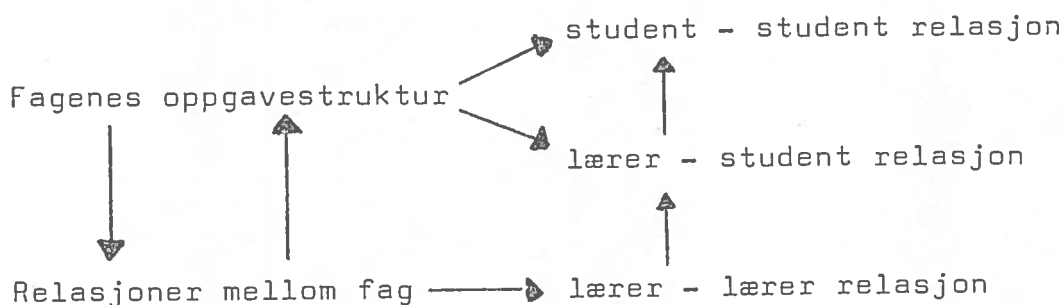 student - student relasjon
Fagenes oppgavestruktur
lærer - student relasjon
Relasjoner mellom fag
lærer - lærer relasjon